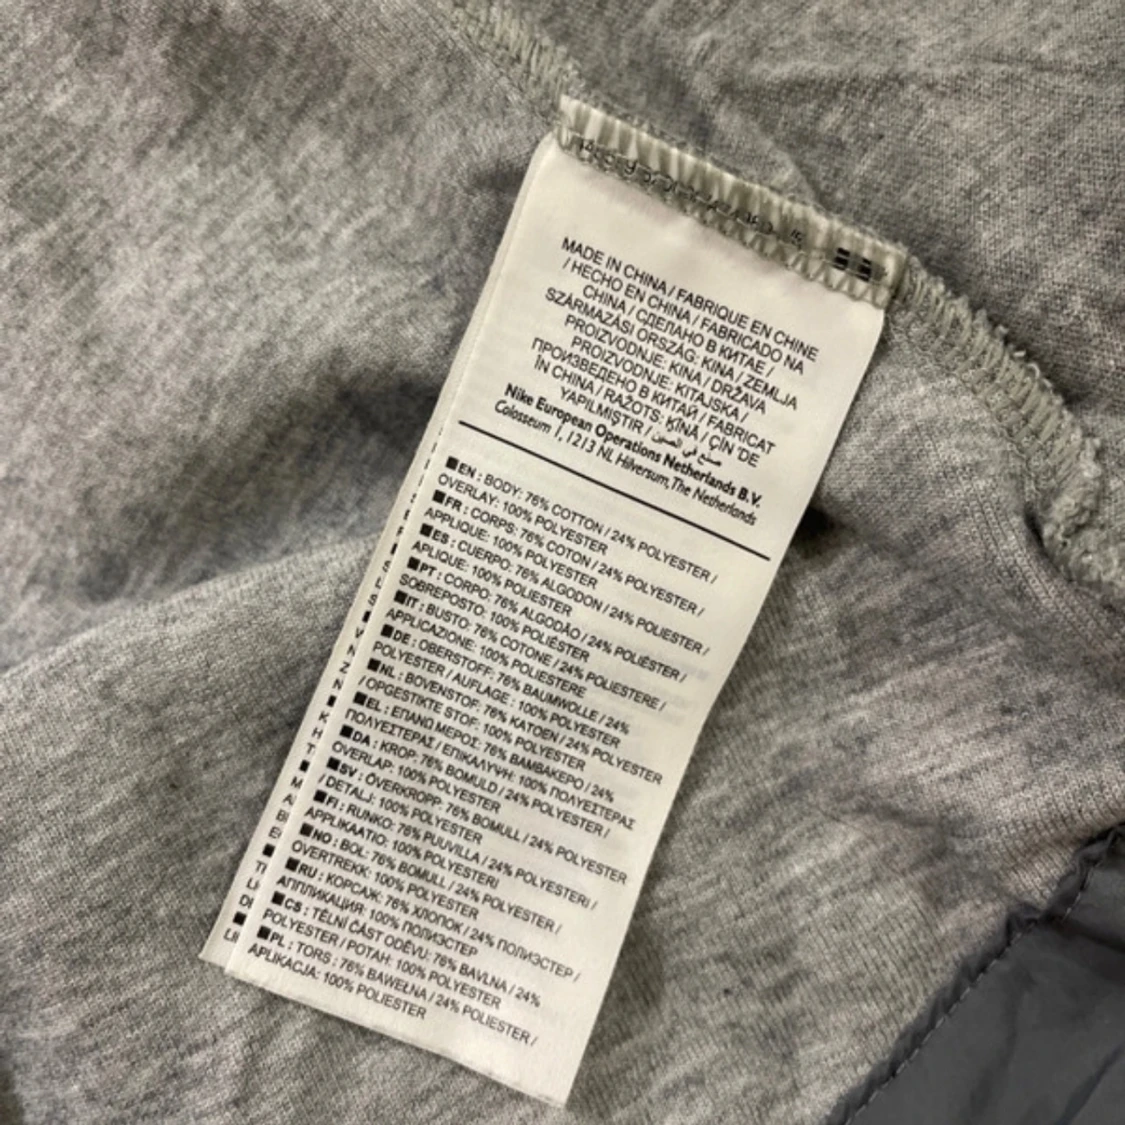 MADE IN CHINA / FABRIQUE EN CHINE
/ HECHO EN CHINA / FABRICADO NA
CHINA / СДЕЛАНО В КИТАЕ /
SZÁRMAZÁSI ORSZÁG: KÍNA / ZEMLJA
PROIZVODNJE: KINA / DRŽAVA
PROIZVODNJE: KITAJSKA /
ПРОИЗВЕДЕНО В КИТАЙ / FABRICAT
ÎN CHINA / RAŽOTS: ĶĪNA / ÇİN 'DE
YAPILMIŞTIR / صنع في الصين
Nike European Operations Netherlands B.V.
Colosseum 1, 1213 NL Hilversum, The Netherlands
EN : BODY: 76% COTTON / 24% POLYESTER /
OVERLAY: 100% POLYESTER
FR : CORPS: 76% COTON / 24% POLYESTER /
APPLIQUE: 100% POLYESTER
ES : CUERPO: 76% ALGODON / 24% POLIESTER /
APLIQUE: 100% POLIESTER
PT : CORPO: 76% ALGODÃO / 24% POLIÉSTER /
SOBREPOSTO: 100% POLIÉSTER
IT : BUSTO: 76% COTONE / 24% POLIESTERE /
APPLICAZIONE: 100% POLIESTERE
DE : OBERSTOFF: 76% BAUMWOLLE / 24%
POLYESTER / AUFLAGE : 100% POLYESTER
NL : BOVENSTOF: 76% KATOEN / 24% POLYESTER
/ OPGESTIKTE STOF: 100% POLYESTER
EL : ΕΠΑΝΩ ΜΕΡΟΣ: 76% ΒΑΜΒΑΚΕΡΟ / 24%
ΠΟΛΥΕΣΤΕΡΑΣ / ΕΠΙΚΑΛΥΨΗ: 100% ΠΟΛΥΕΣΤΕΡΑΣ
DA : KROP: 76% BOMULD / 24% POLYESTER /
OVERLAP: 100% POLYESTER
SV : ÖVERKROPP: 76% BOMULL / 24% POLYESTER
/ DETALJ: 100% POLYESTER
FI : RUNKO: 76% PUUVILLA / 24% POLYESTERI /
APPLIKAATIO: 100% POLYESTERI
NO : BOL: 76% BOMULL / 24% POLYESTER /
OVERTREKK: 100% POLYESTER
RU : КОРСАЖ: 76% ХЛОПОК / 24% ПОЛИЭСТЕР /
АППЛИКАЦИЯ: 100% ПОЛИЭСТЕР
CS : TĚLNÍ ČÁST ODĚVU: 76% BAVLNA / 24%
POLYESTER / POTAH: 100% POLYESTER
PL : TORS : 76% BAWEŁNA / 24% POLIESTER /
APLIKACJA: 100% POLIESTER